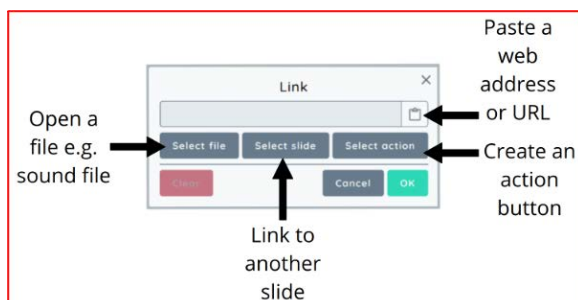 Paste a
web
address
or URL
Link
Open a
file e.g.
sound file
Select file
Select slide
Select action
Create an
action
button
Clear
Cancel
OK
Link to
another
slide